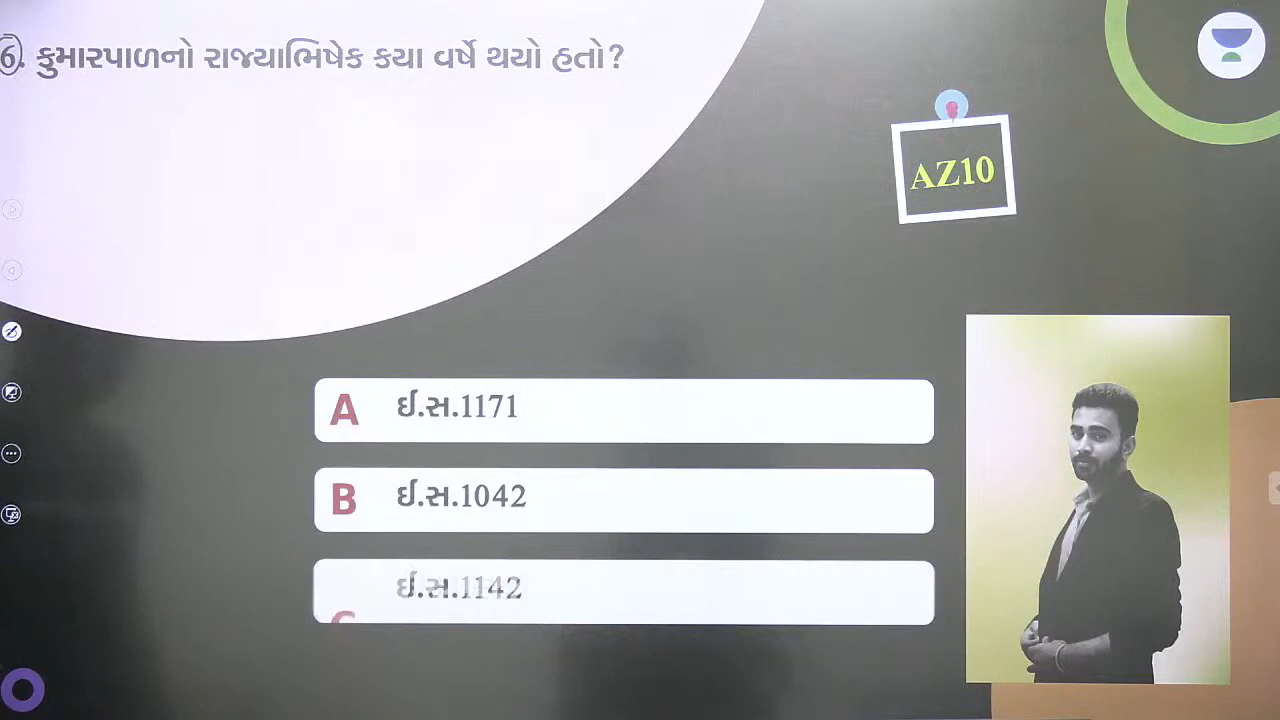 6. કુમારપાળનો રાજ્યાભિષેક કયા વર્ષે થયો હતો?
AZ10
A ઈ.સ.1171
B ઈ.સ.1042
C ઈ.સ.1142